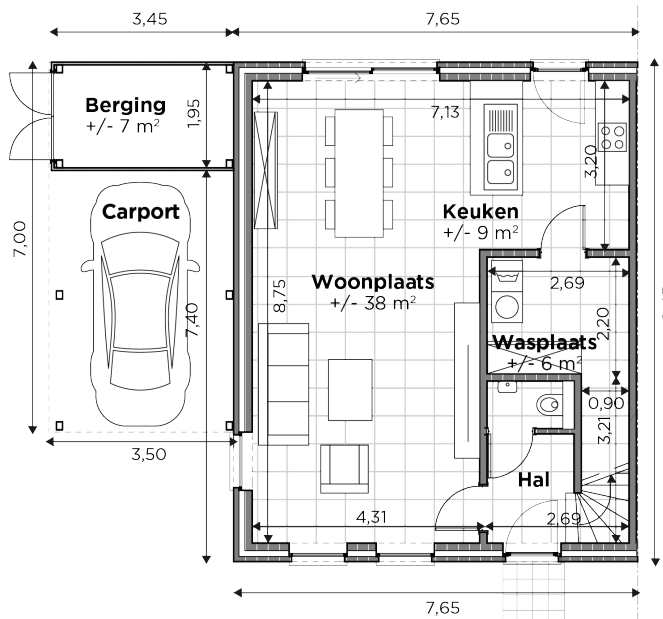 3,45
7,65
Berging
+/- 7 m²
1,95
7,13
3,20
Carport
Keuken
+/- 9 m²
7,00
Woonplaats
+/- 38 m²
8,75
2,69
7,40
2,20
Wasplaats
+/- 6 m²
0,90
3,21
3,50
Hal
4,31
2,69
7,65